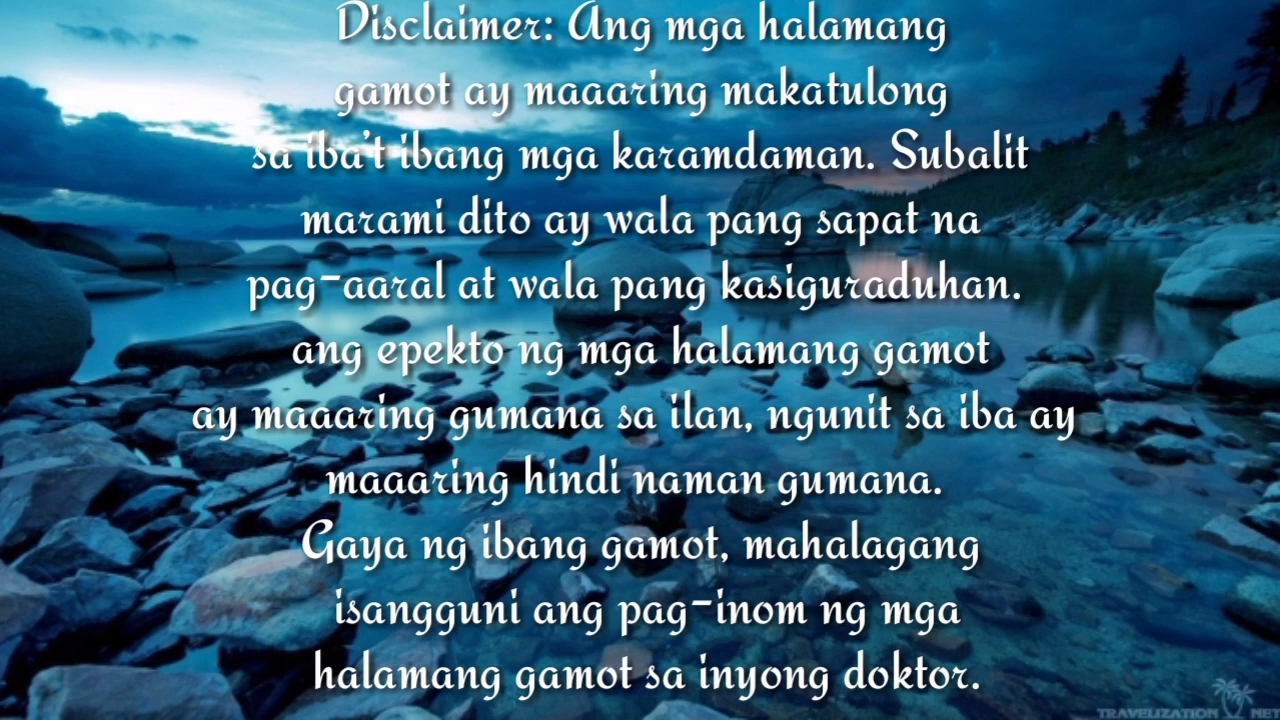 Disclaimer: Ang mga halamang
gamot ay maaaring makatulong
sa iba't ibang mga karamdaman. Subalit
marami dito ay wala pang sapat na
pag-aaral at wala pang kasiguraduhan.
ang epekto ng mga halamang gamot
ay maaaring gumana sa ilan, ngunit sa iba ay
maaaring hindi naman gumana.
Gaya ng ibang gamot, mahalagang
isangguni ang pag-inom ng mga
halamang gamot sa inyong doktor.
TRAVELIZATION NET